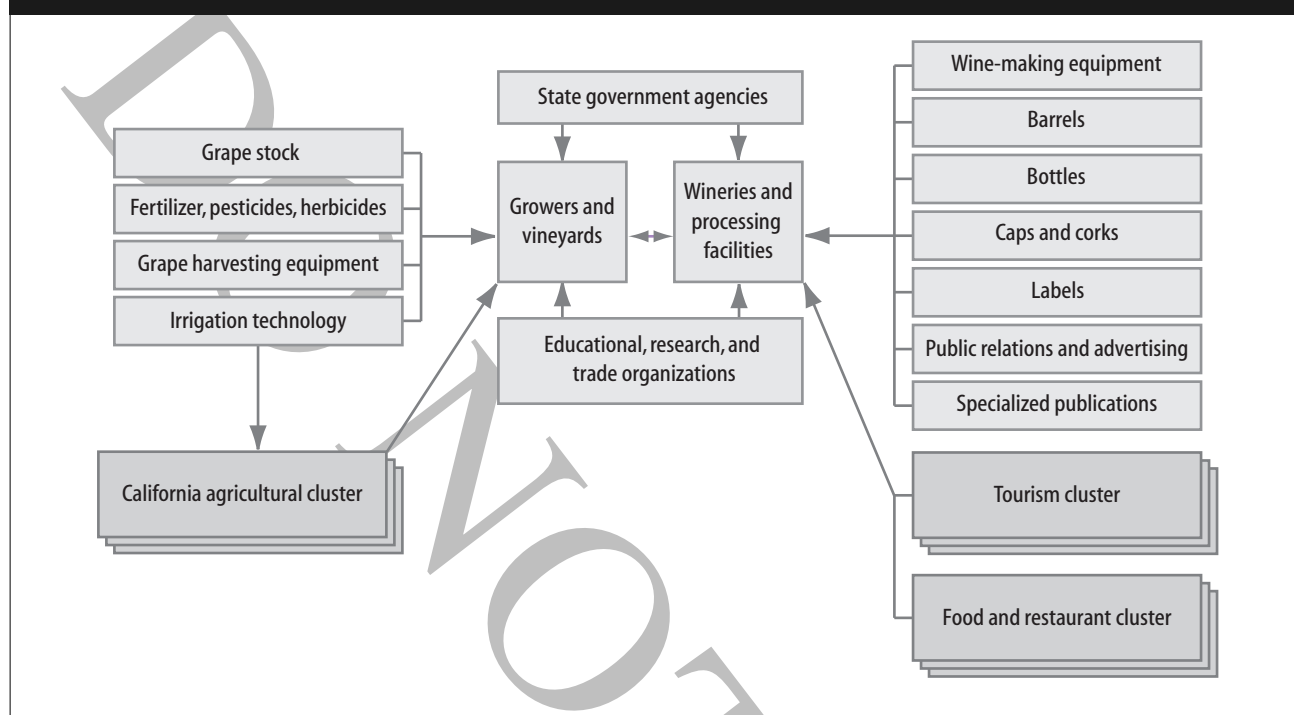 State government agencies
Grape stock
Fertilizer, pesticides, herbicides
Grape harvesting equipment
Irrigation technology
Growers and
vineyards
Wineries and
processing
facilities
Educational, research, and
trade organizations
California agricultural cluster
Wine-making equipment
Barrels
Bottles
Caps and corks
Labels
Public relations and advertising
Specialized publications
Tourism cluster
Food and restaurant cluster
DO NOT